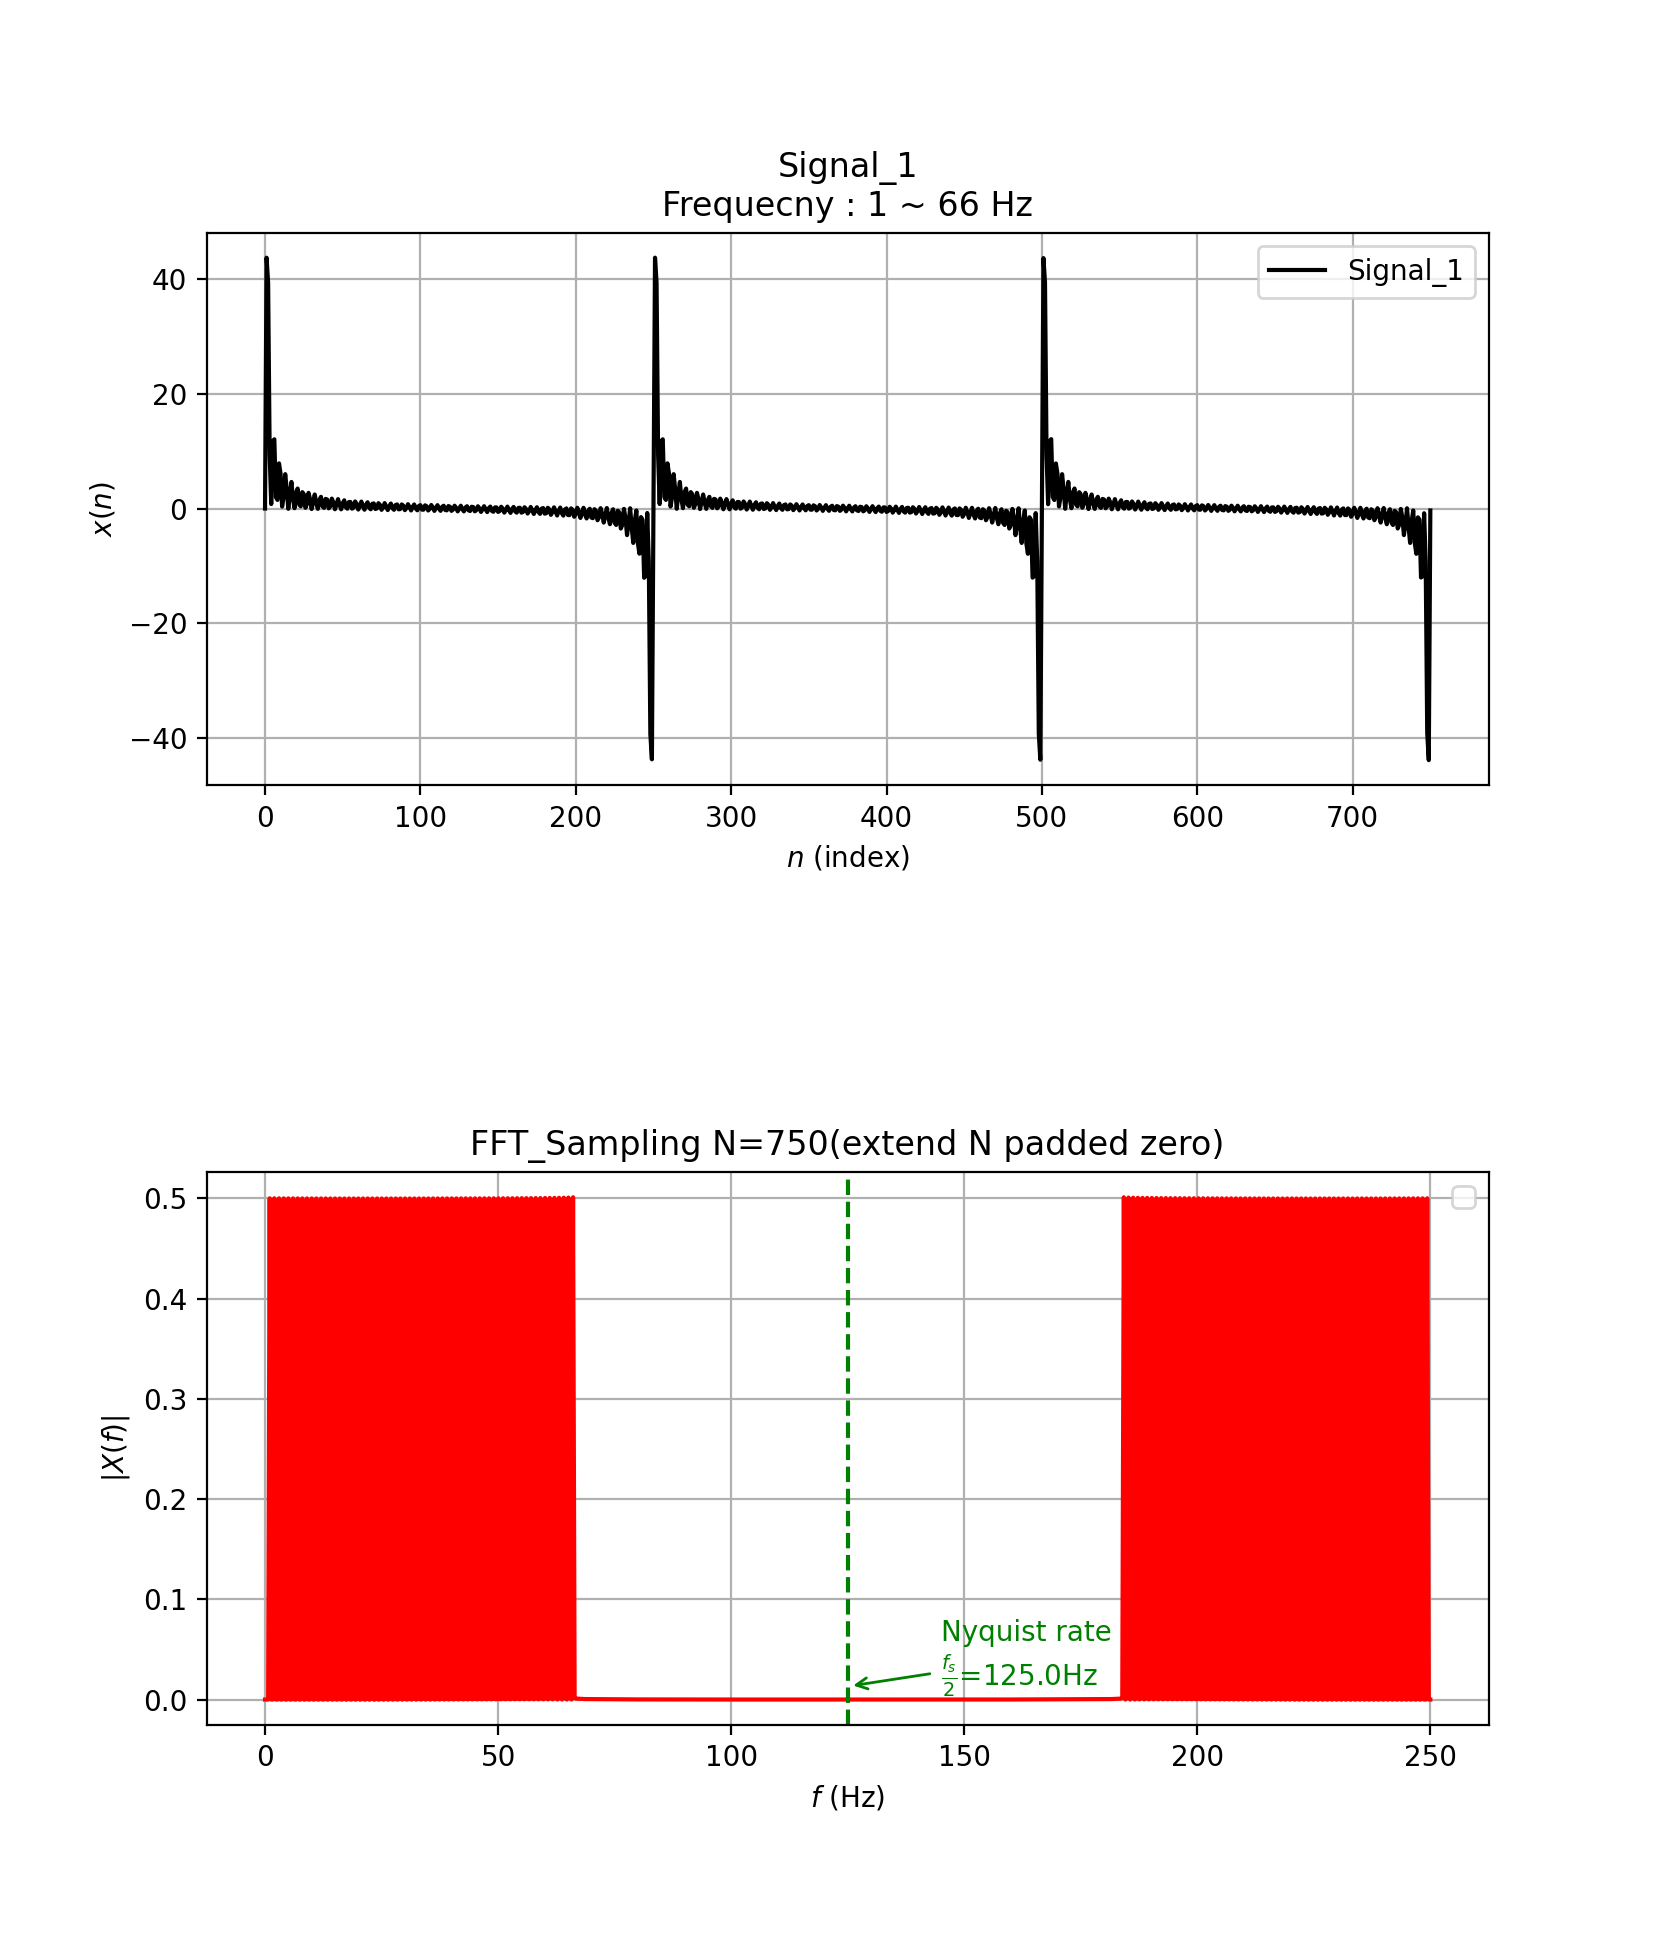 Signal_1
Frequecny : 1 ~ 66 Hz
Signal_1
40
20
0
−20
−40
x(n)
0 100 200 300 400 500 600 700
n (index)
FFT_Sampling N=750(extend N padded zero)
0.5
0.4
0.3
0.2
0.1
0.0
|X(f)|
Nyquist rate
fs/2=125.0Hz
0 50 100 150 200 250
f (Hz)